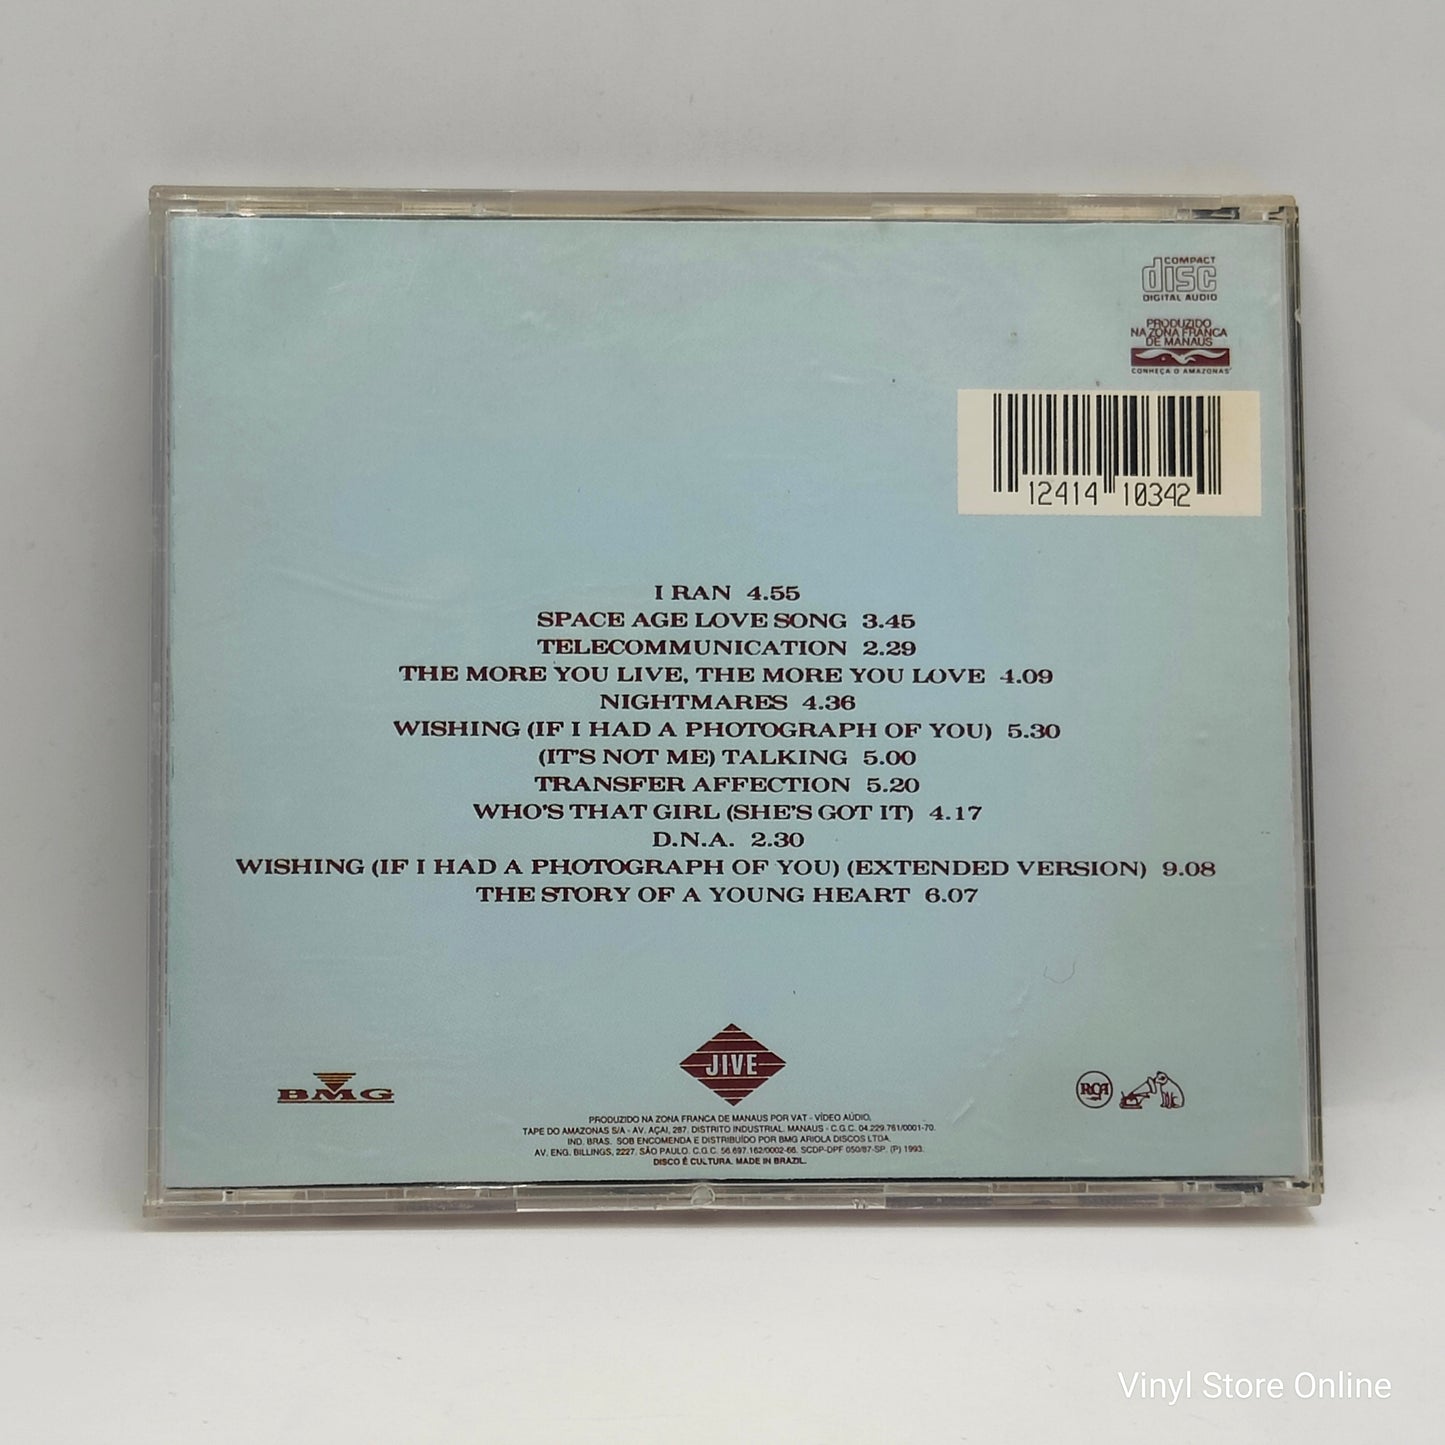 COMPACT
disc
DIGITAL AUDIO
PRODUZIDO
NA ZONA FRANCA
DE MANAUS
CONHEÇA O AMAZONAS
12414 10342
I RAN 4.55
SPACE AGE LOVE SONG 3.45
TELECOMMUNICATION 2.29
THE MORE YOU LIVE, THE MORE YOU LOVE 4.09
NIGHTMARES 4.36
WISHING (IF I HAD A PHOTOGRAPH OF YOU) 5.30
(IT'S NOT ME) TALKING 5.00
TRANSFER AFFECTION 5.20
WHO'S THAT GIRL (SHE'S GOT IT) 4.17
D.N.A. 2.30
WISHING (IF I HAD A PHOTOGRAPH OF YOU) (EXTENDED VERSION) 9.08
THE STORY OF A YOUNG HEART 6.07
BMG
JIVE
RCA
PRODUZIDO NA ZONA FRANCA DE MANAUS POR VAT - VÍDEO AÚDIO,
TAPE DO AMAZONAS S/A - AV. AÇAI, 287. DISTRITO INDUSTRIAL. MANAUS - C.G.C. 04.229.761/0001-70.
IND. BRAS. SOB ENCOMENDA E DISTRIBUÍDO POR BMG ARIOLA DISCOS LTDA.
AV. ENG. BILLINGS, 2227. SÃO PAULO. C.G.C. 56.697.162/0002-66. SCDP-DPF 050/87-SP. (P) 1993.
DISCO É CULTURA. MADE IN BRAZIL.
Vinyl Store Online